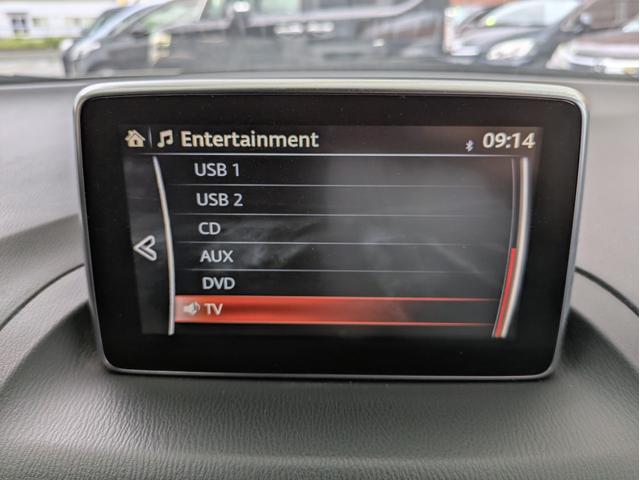 Entertainment 09:14
USB 1
USB 2
CD
AUX
DVD
TV